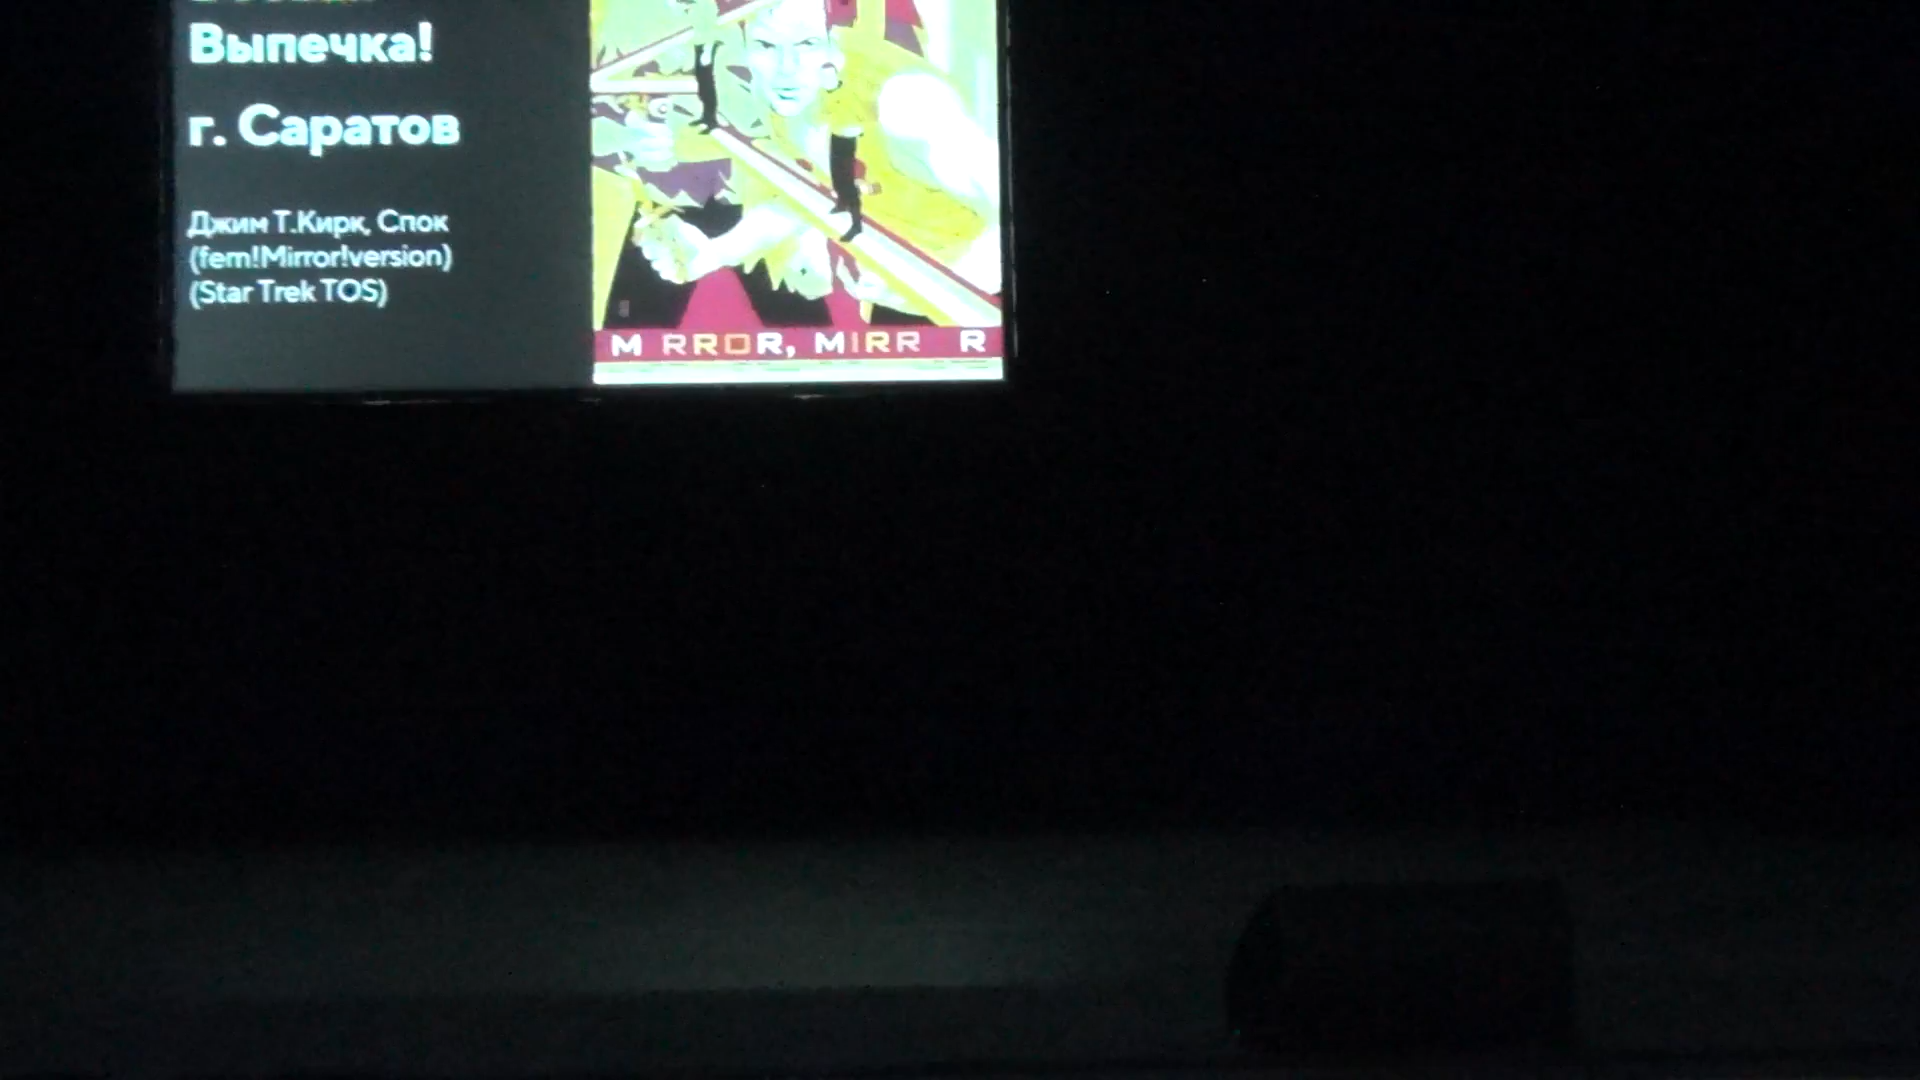 Выпечка!
г. Саратов
Джим Т.Кирк, Спок
(fem!Mirror!version)
(Star Trek TOS)
M RROR, MIRR R